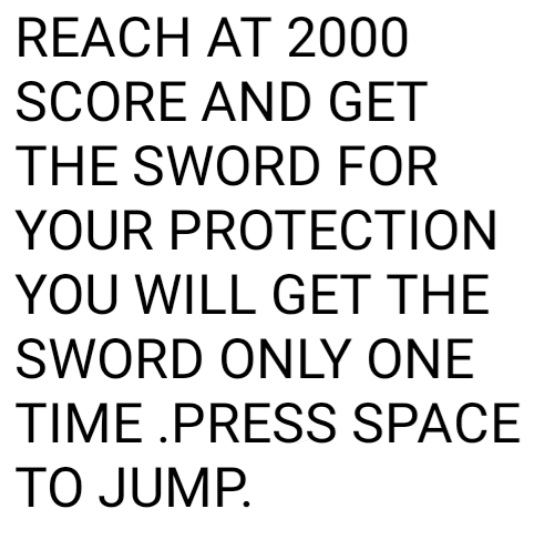 REACH AT 2000
SCORE AND GET
THE SWORD FOR
YOUR PROTECTION
YOU WILL GET THE
SWORD ONLY ONE
TIME .PRESS SPACE
TO JUMP.